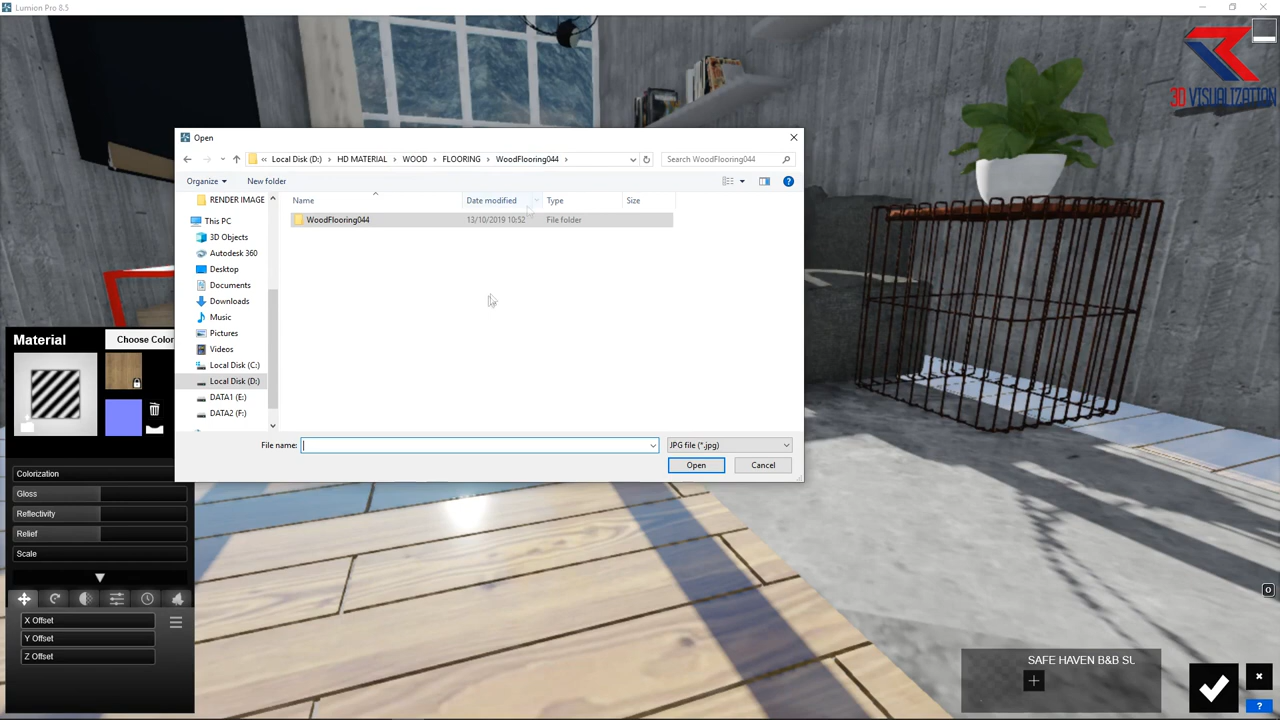 Lumion Pro 8.5
3D VISUALIZATION
Open
« Local Disk (D:) › HD MATERIAL › WOOD › FLOORING › WoodFlooring044 ›
Search WoodFlooring044
Organize
New folder
Name
Date modified
Type
Size
RENDER IMAGE
This PC
3D Objects
Autodesk 360
Desktop
Documents
Downloads
Music
Pictures
Videos
Local Disk (C:)
Local Disk (D:)
DATA1 (E:)
DATA2 (F:)
WoodFlooring044
13/10/2019 10:52
File folder
File name:
JPG file (*.jpg)
Open
Cancel
Material
Choose Color
Colorization
Gloss
Reflectivity
Relief
Scale
X Offset
Y Offset
Z Offset
O
SAFE HAVEN B&B SU
?